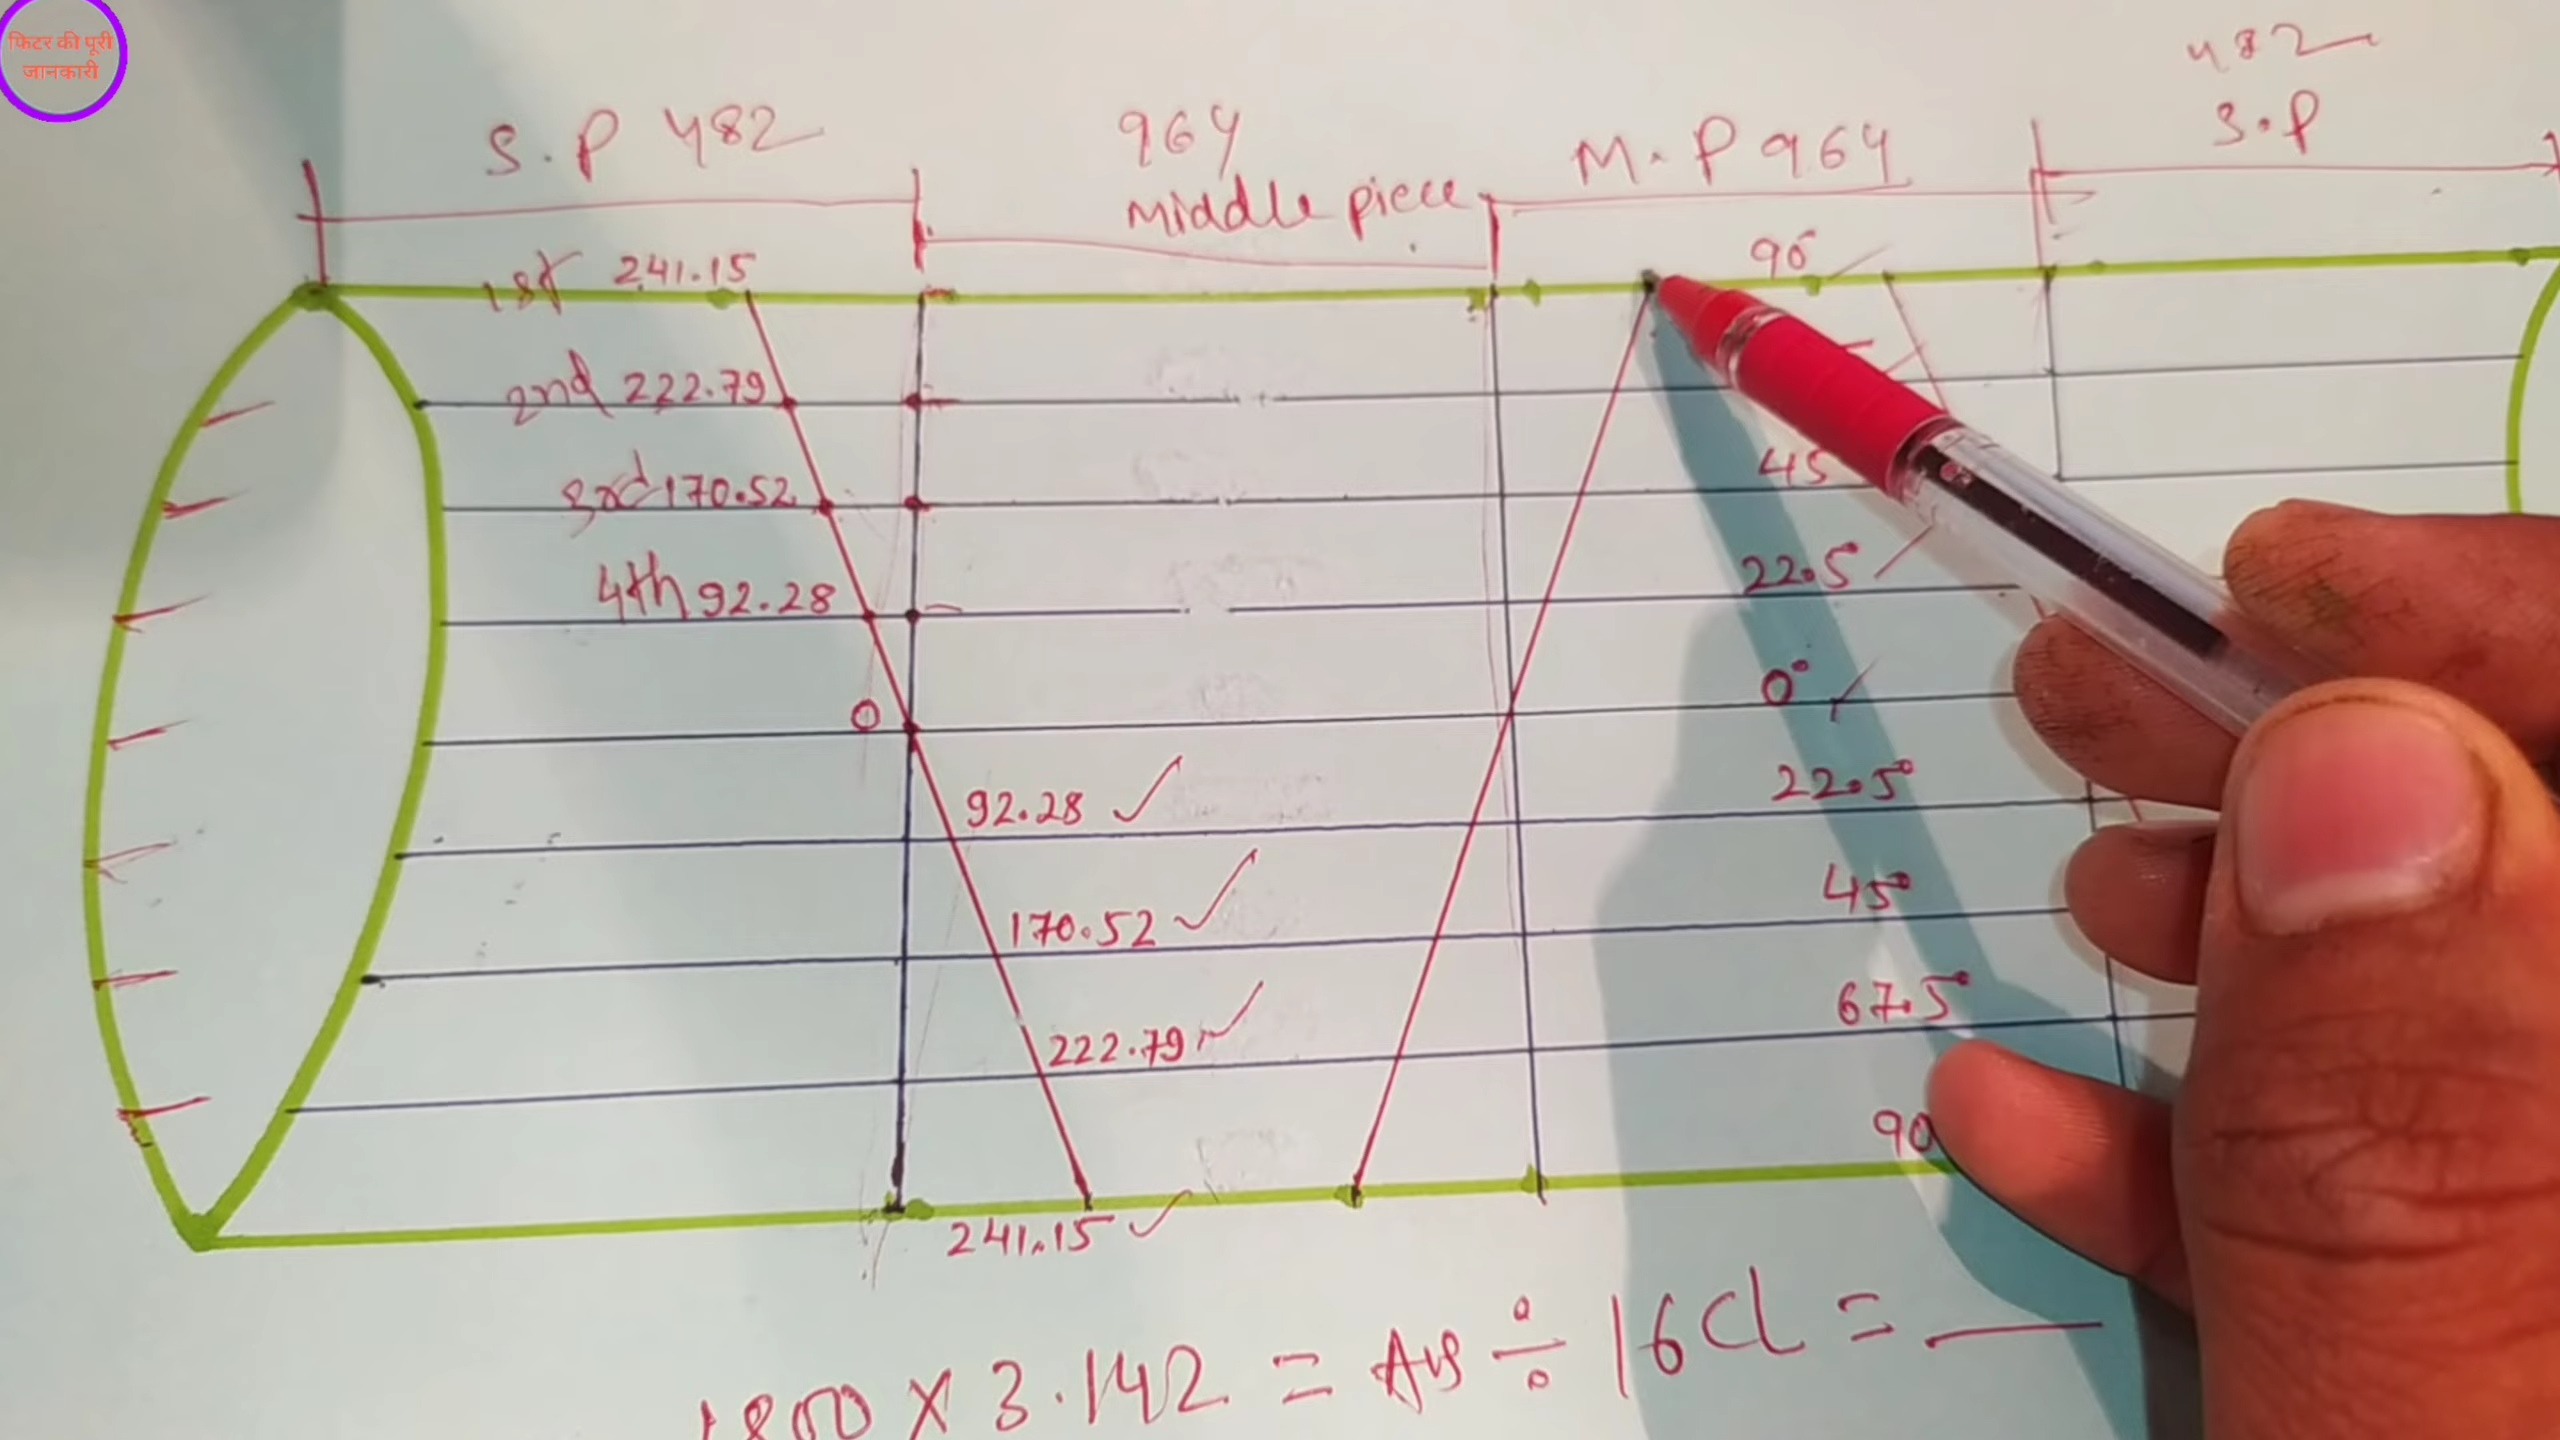 फिटर की पूरी
जानकारी
S.P 482
964
Middle piece
M.P 964
482
S.P
1st 241.15
90°
2nd 222.79
3rd 170.52
45
4th 92.28
22.5°
0
0°
92.28
22.5°
170.52
45°
222.79
67.5°
241.15
90
1800 X 3.142 = Ans ÷ 16 Cl =